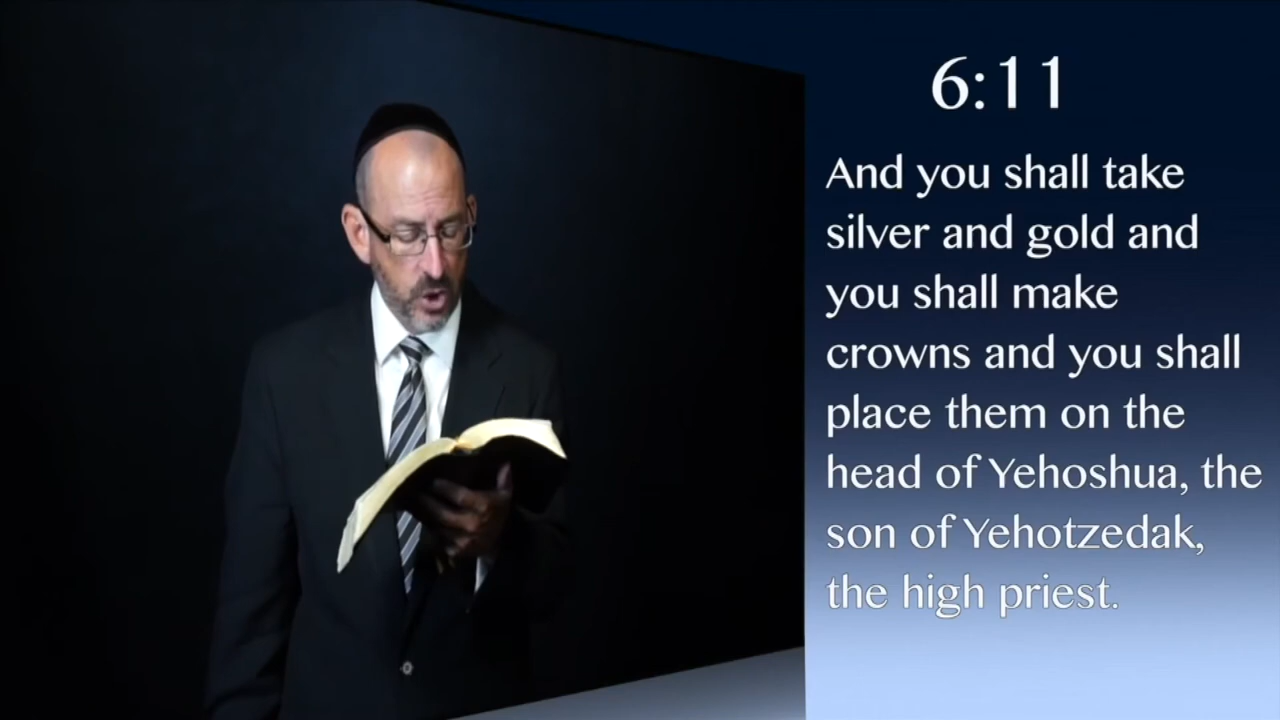 6:11
And you shall take
silver and gold and
you shall make
crowns and you shall
place them on the
head of Yehoshua, the
son of Yehotzedak,
the high priest.